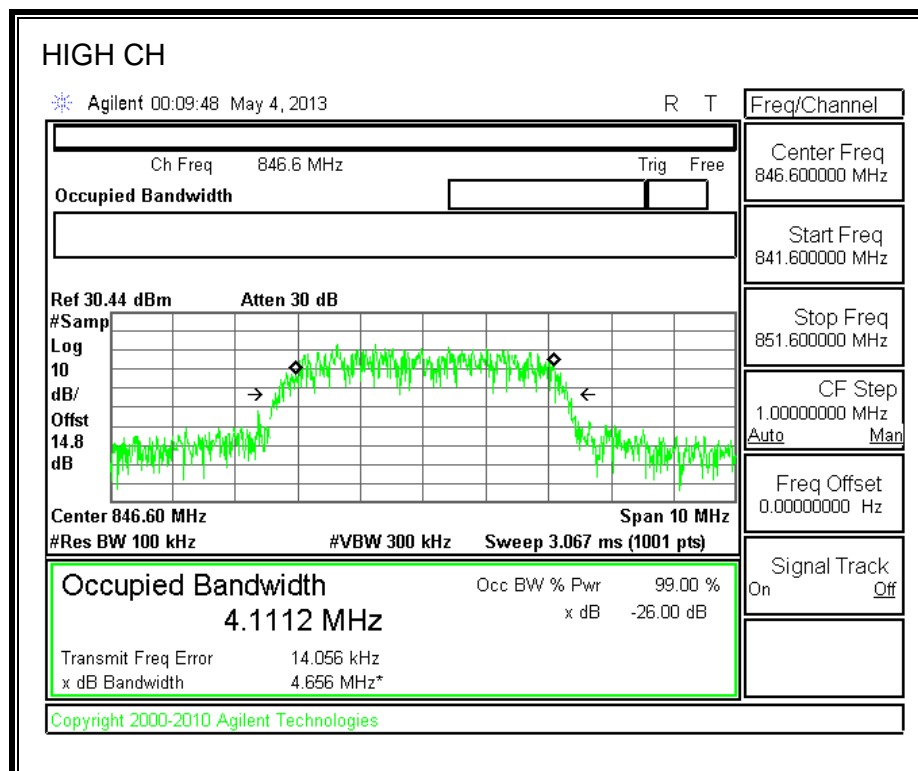 HIGH CH
Agilent 00:09:48 May 4, 2013 R T
Ch Freq 846.6 MHz Trig Free
Occupied Bandwidth
Ref 30.44 dBm Atten 30 dB
#Samp
Log
10
dB/
Offst
14.8
dB
Center 846.60 MHz Span 10 MHz
#Res BW 100 kHz #VBW 300 kHz Sweep 3.067 ms (1001 pts)
Occupied Bandwidth
4.1112 MHz
Occ BW % Pwr 99.00 %
x dB -26.00 dB
Transmit Freq Error 14.056 kHz
x dB Bandwidth 4.656 MHz*
Copyright 2000-2010 Agilent Technologies
Freq/Channel
Center Freq
846.600000 MHz
Start Freq
841.600000 MHz
Stop Freq
851.600000 MHz
CF Step
1.00000000 MHz
Auto Man
Freq Offset
0.00000000 Hz
Signal Track
On Off